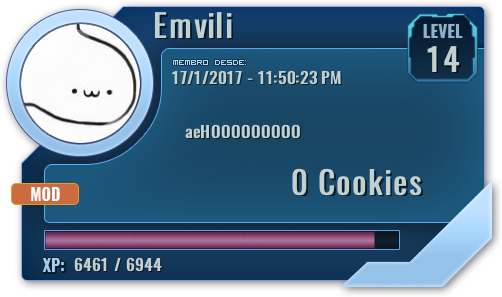 Emvili
LEVEL
14
MEMBRO DESDE:
17/1/2017 - 11:50:23 PM
aeHOOOOOOOOO
0 Cookies
MOD
XP: 6461 / 6944